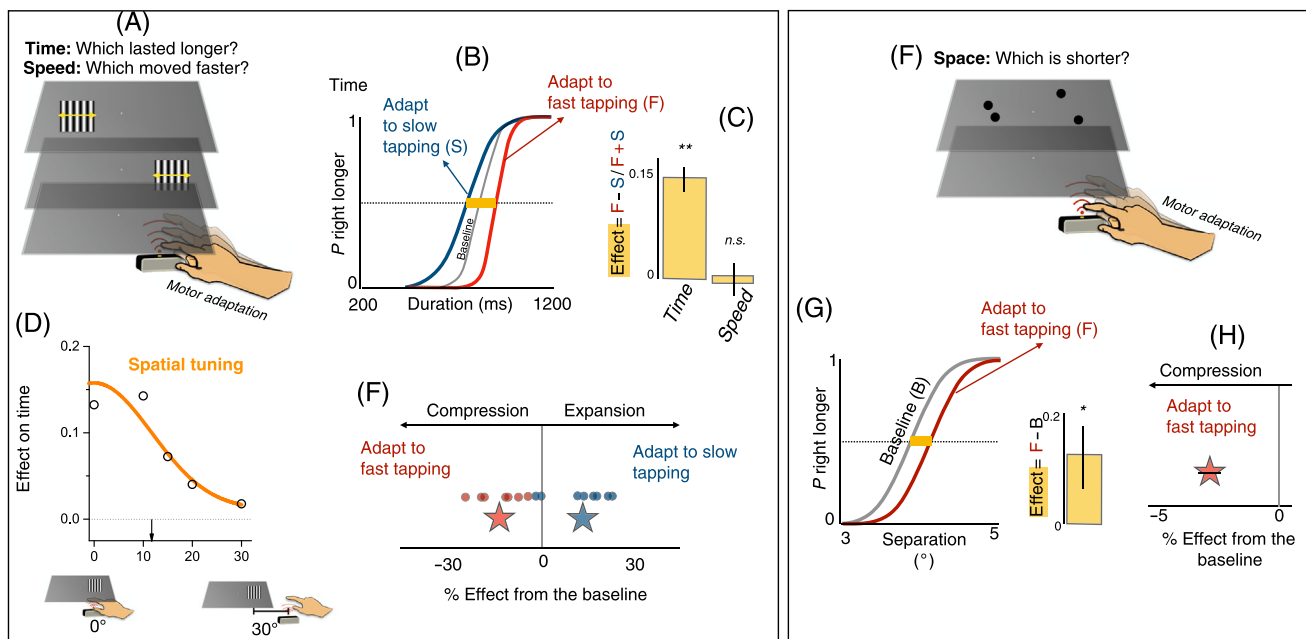 (A)
Time: Which lasted longer?
Speed: Which moved faster?
Motor adaptation
(B)
Time
Adapt
to slow
tapping (S)
Adapt to
fast tapping (F)
P right longer
1
0
Baseline
200
Duration (ms)
1200
(C)
Effect = F - S / F + S
**
0.15
0
n.s.
Time
Speed
(D)
Spatial tuning
Effect on time
0.2
0.1
0.0
0
10
20
30
0°
30°
(F)
Compression
Expansion
Adapt to
fast tapping
Adapt to slow
tapping
–30
0
30
% Effect from the baseline
(F)
Space: Which is shorter?
Motor adaptation
(G)
Adapt to
fast tapping (F)
P right longer
1
0
Baseline (B)
3
Separation
(°)
5
Effect = F - B
0.2
0
*
(H)
Compression
Adapt to
fast tapping
–5
0
% Effect from the
baseline